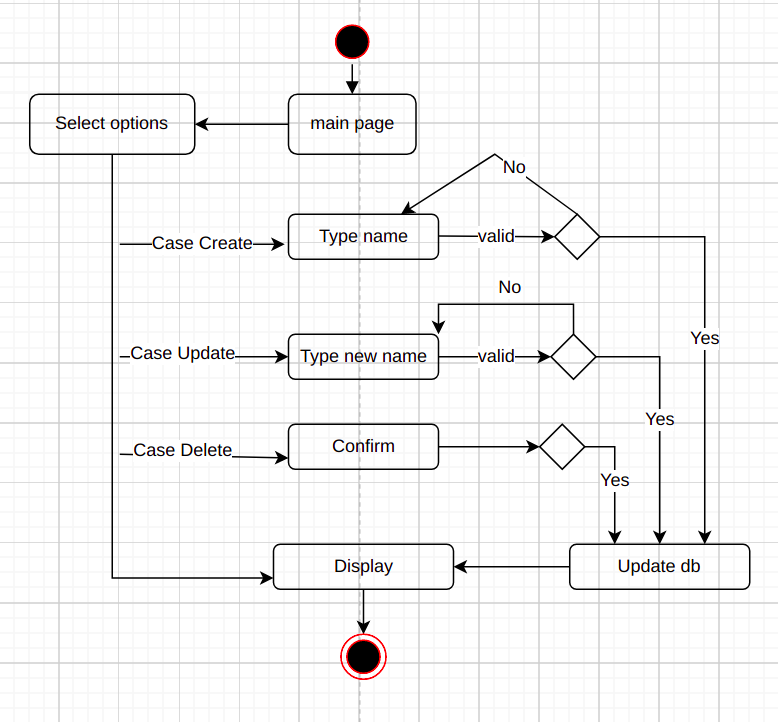 Select options
main page
No
Type name
valid
Case Create
No
Yes
Case Update
Type new name
valid
Yes
Case Delete
Confirm
Yes
Display
Update db